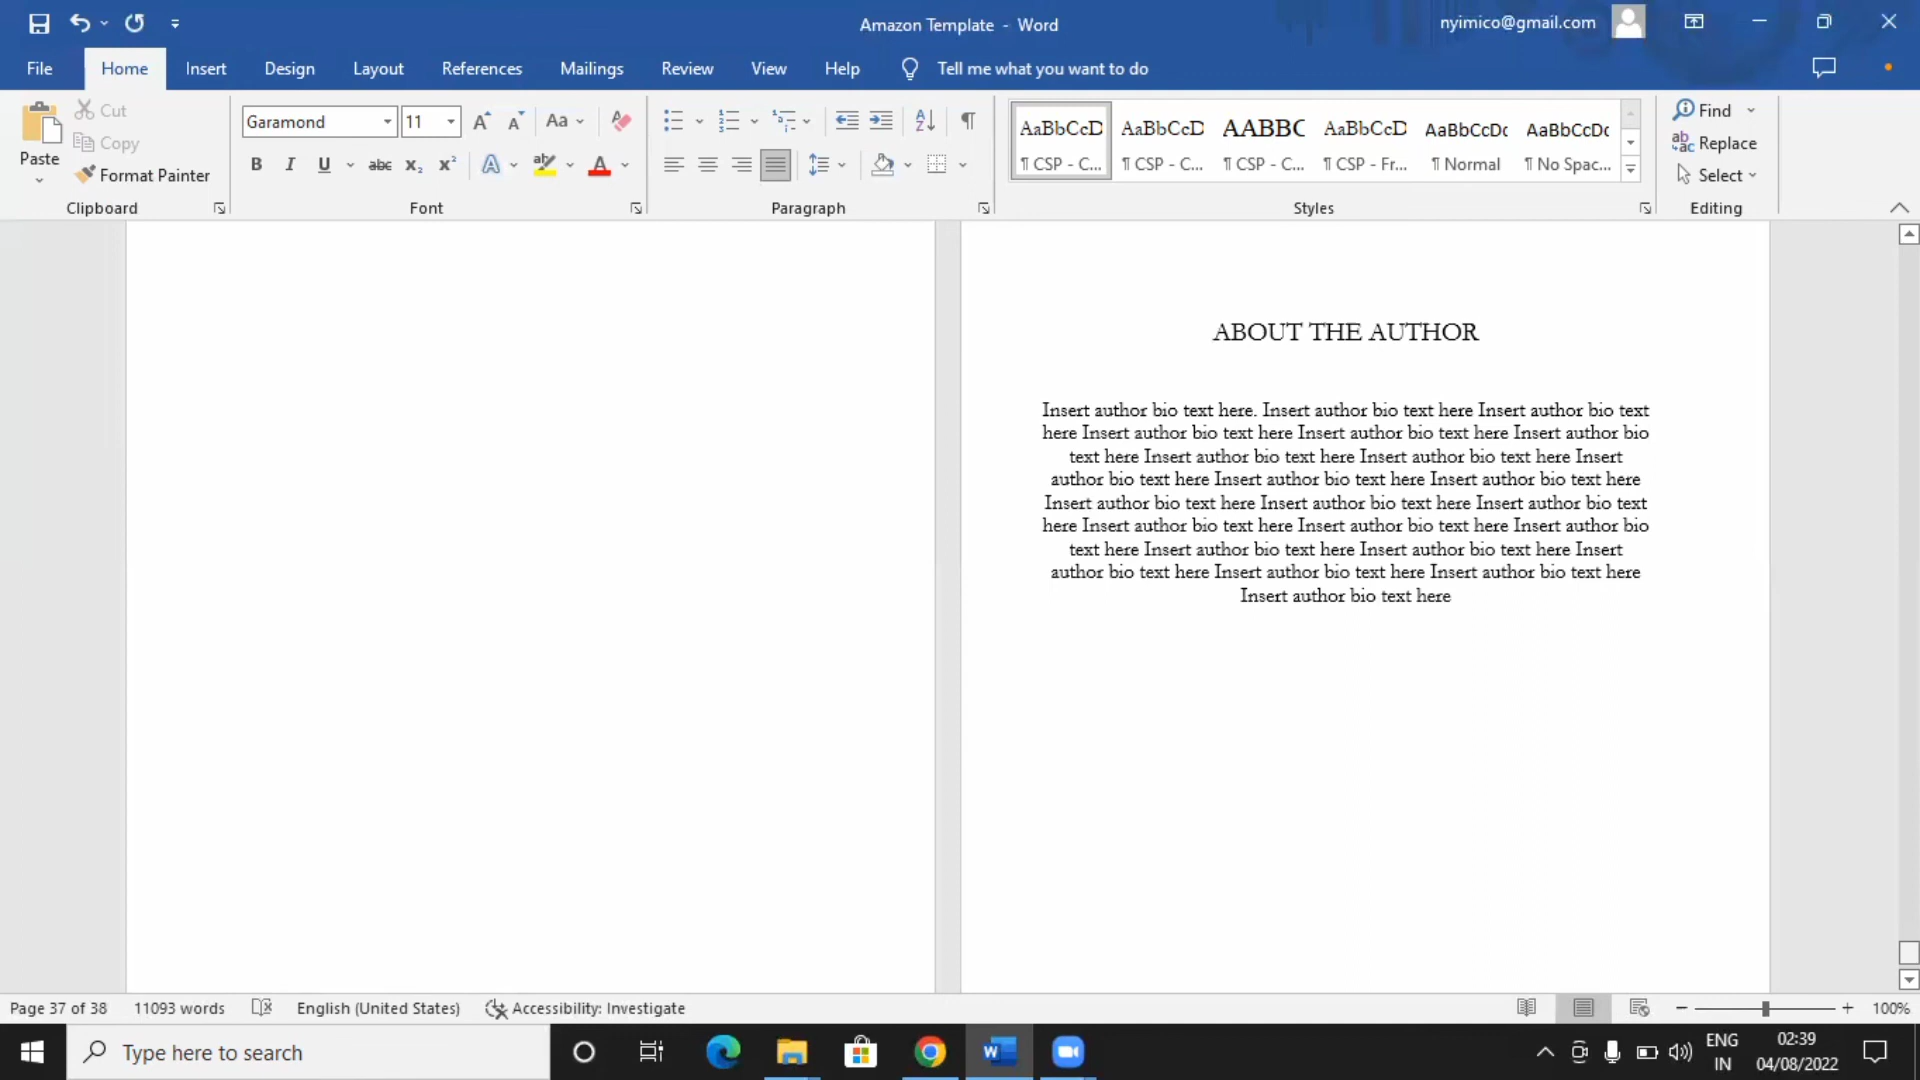 Amazon Template - Word
nyimico@gmail.com
File Home Insert Design Layout References Mailings Review View Help Tell me what you want to do
Paste
Cut
Copy
Format Painter
Clipboard
Garamond 11
Aa
B I U abc x₂ x² A A
Font
Paragraph
AaBbCcD AaBbCcD AABBC AaBbCcD AaBbCcDc AaBbCcDc
¶ CSP - C... ¶ CSP - C... ¶ CSP - C... ¶ CSP - Fr... ¶ Normal ¶ No Spac...
Styles
Find
Replace
Select
Editing
ABOUT THE AUTHOR
Insert author bio text here. Insert author bio text here Insert author bio text
here Insert author bio text here Insert author bio text here Insert author bio
text here Insert author bio text here Insert author bio text here Insert
author bio text here Insert author bio text here Insert author bio text here
Insert author bio text here Insert author bio text here Insert author bio text
here Insert author bio text here Insert author bio text here Insert author bio
text here Insert author bio text here Insert author bio text here Insert
author bio text here Insert author bio text here Insert author bio text here
Insert author bio text here
Page 37 of 38 11093 words English (United States) Accessibility: Investigate 100%
Type here to search
ENG
IN
02:39
04/08/2022